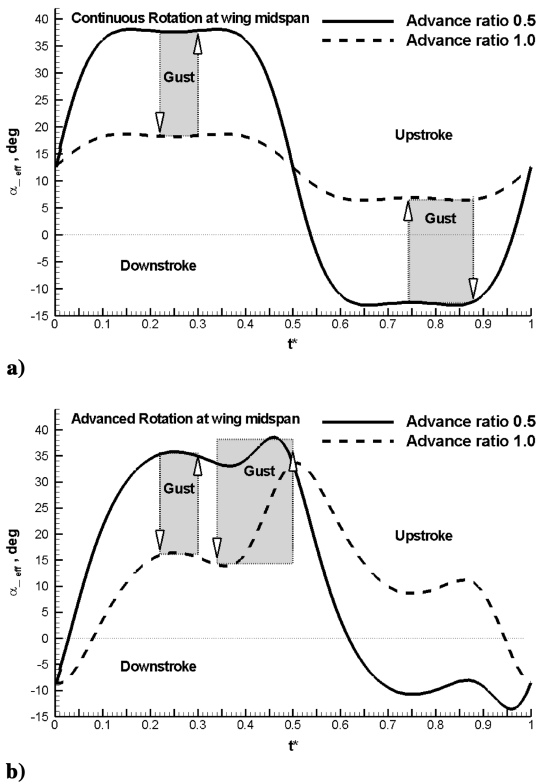 Continuous Rotation at wing midspan
Advance ratio 0.5
Advance ratio 1.0
Gust
Upstroke
Gust
Downstroke
α_eff , deg
40
35
30
25
20
15
10
5
0
-5
-10
-15
0 0.1 0.2 0.3 0.4 0.5 0.6 0.7 0.8 0.9 1
t*
a)
Advanced Rotation at wing midspan
Advance ratio 0.5
Advance ratio 1.0
Gust
Gust
Upstroke
Downstroke
α_eff , deg
40
35
30
25
20
15
10
5
0
-5
-10
-15
0 0.1 0.2 0.3 0.4 0.5 0.6 0.7 0.8 0.9 1
t*
b)